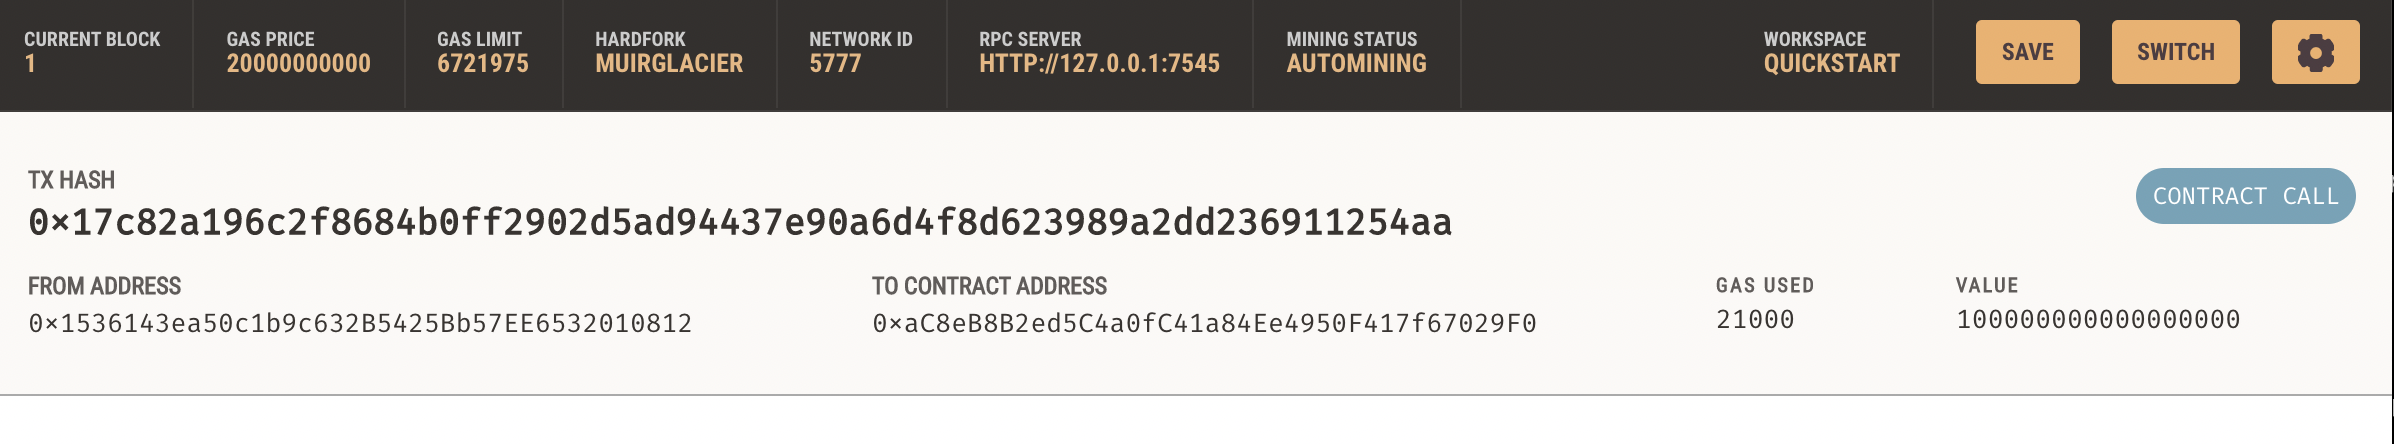 CURRENT BLOCK GAS PRICE GAS LIMIT HARDFORK NETWORK ID RPC SERVER MINING STATUS WORKSPACE
1 20000000000 6721975 MUIRGLACIER 5777 HTTP://127.0.0.1:7545 AUTOMINING QUICKSTART SAVE SWITCH
TX HASH
0×17c82a196c2f8684b0ff2902d5ad94437e90a6d4f8d623989a2dd236911254aa CONTRACT CALL
FROM ADDRESS TO CONTRACT ADDRESS GAS USED VALUE
0×1536143ea50c1b9c632B5425Bb57EE6532010812 0×aC8eB8B2ed5C4a0fC41a84Ee4950F417f67029F0 21000 1000000000000000000